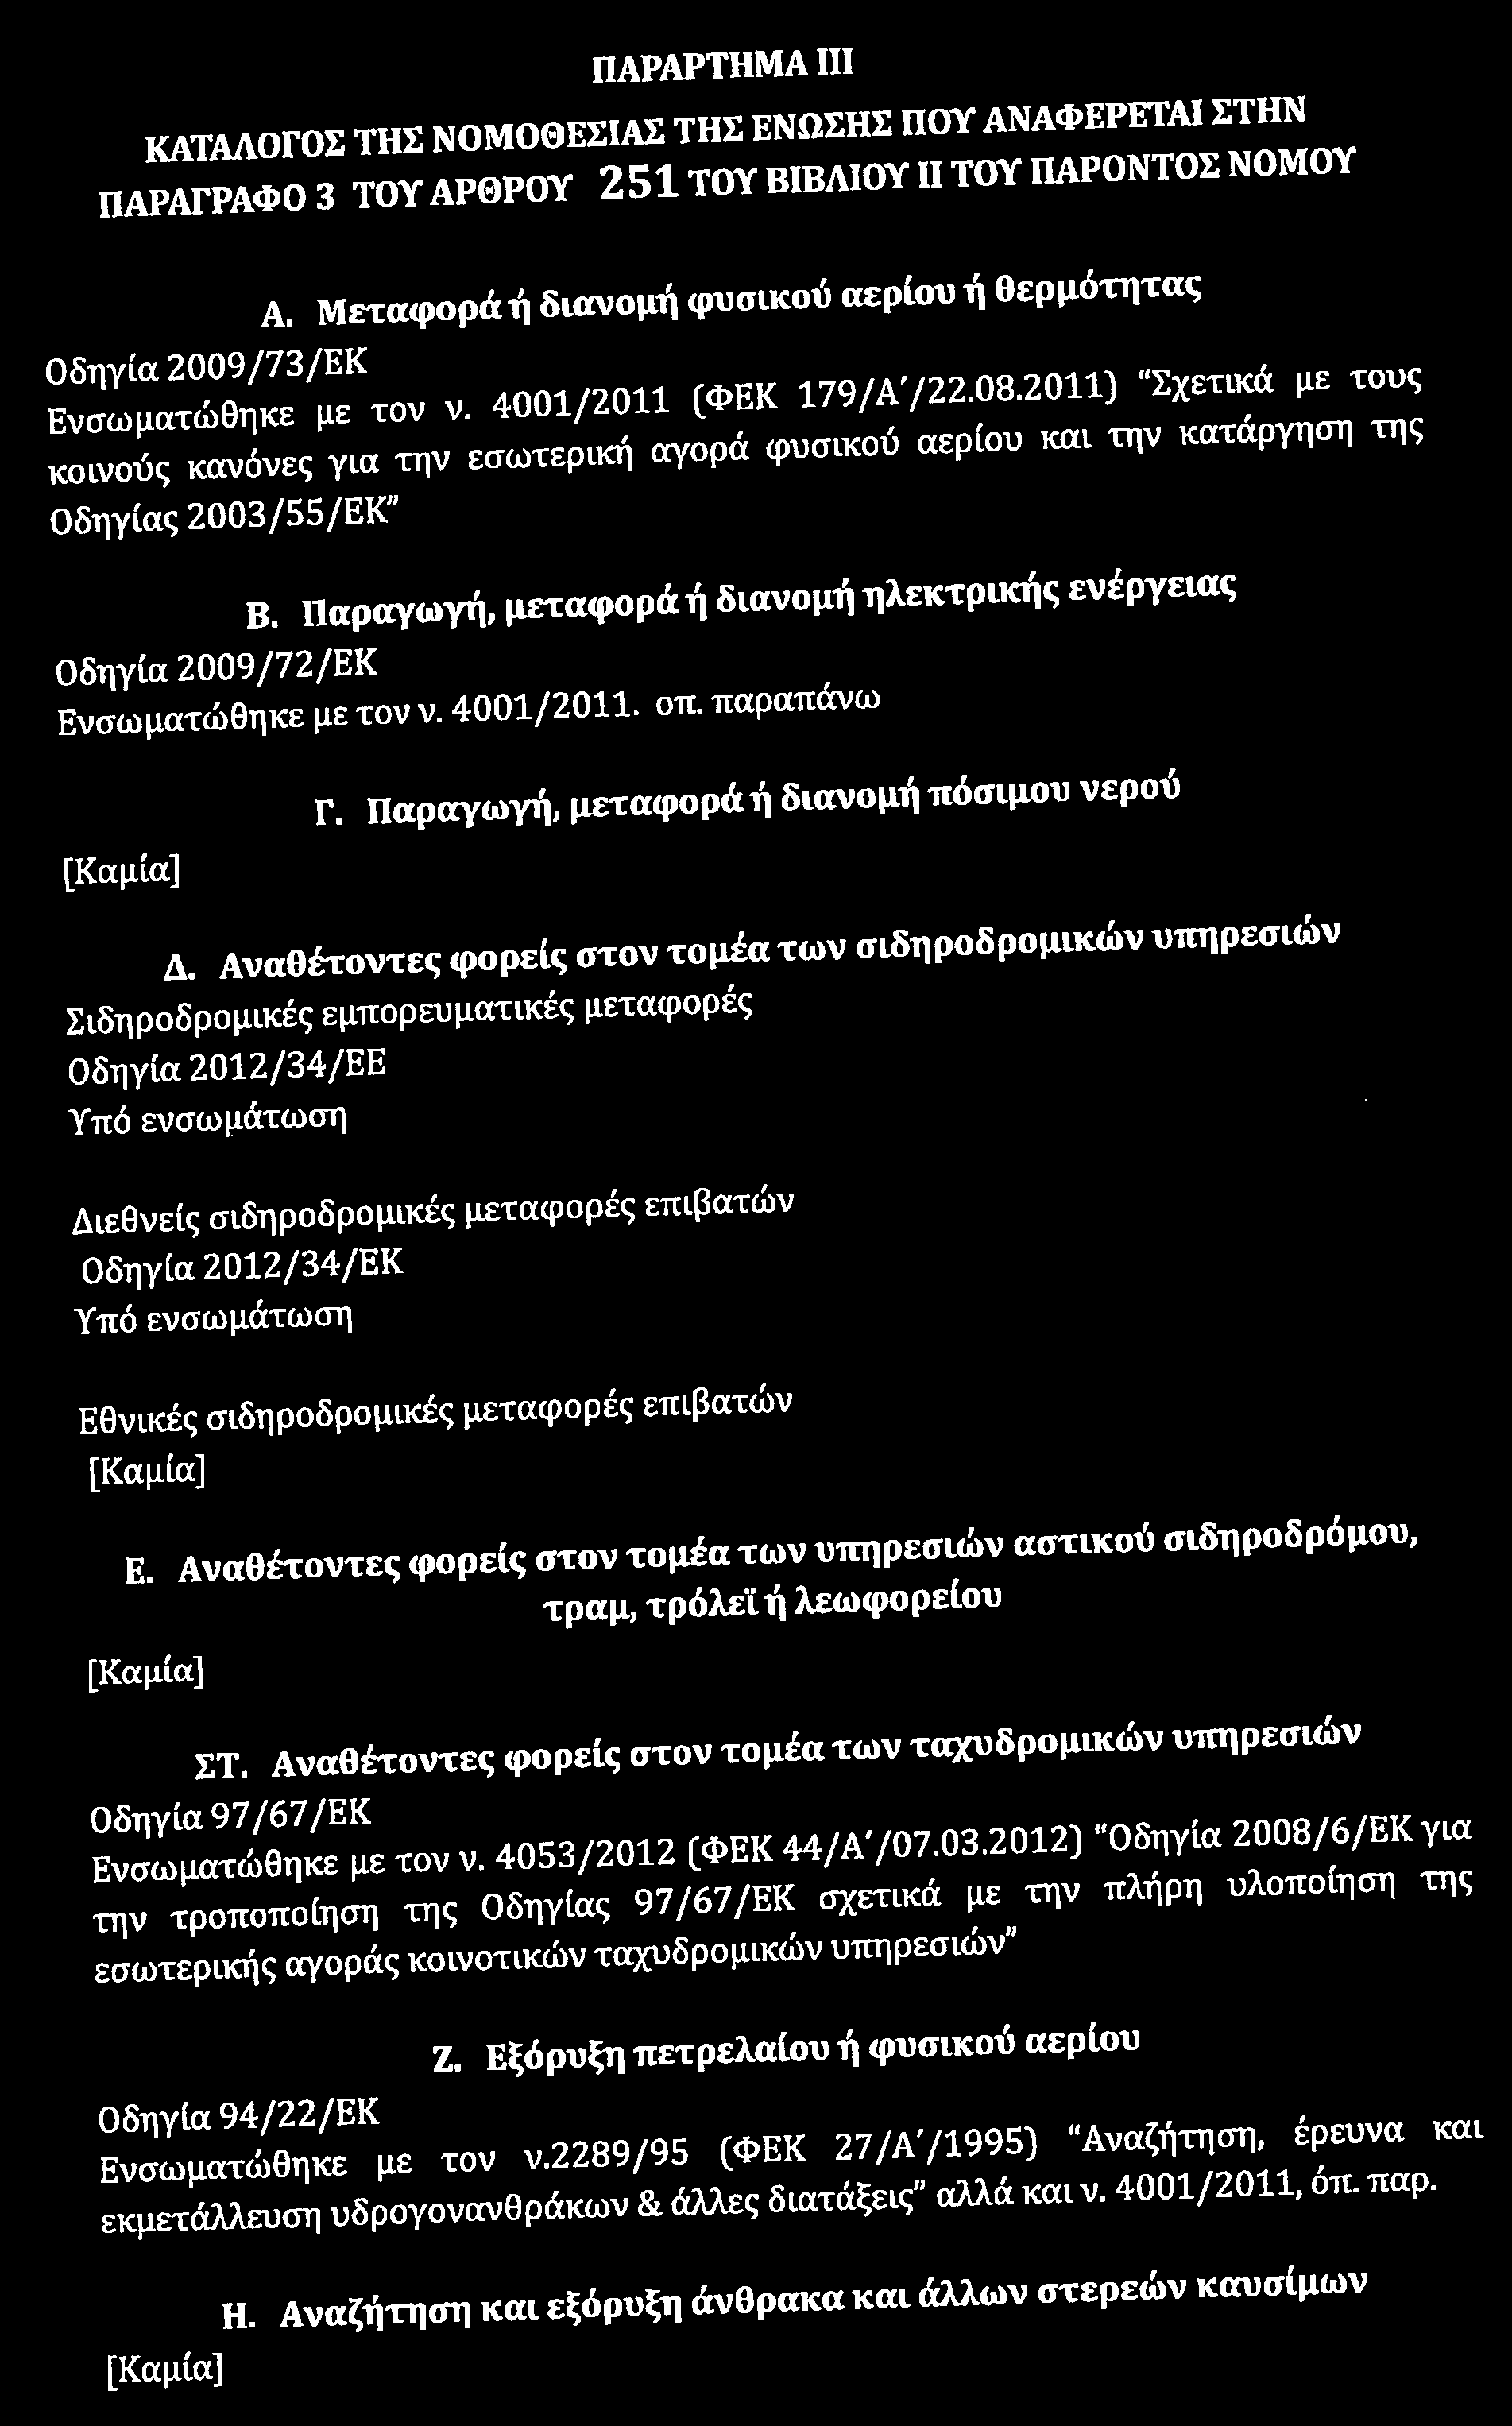 ΠΑΡΑΡΤΗΜΑ ΙΙΙ
ΚΑΤΑΛΟΓΟΣ ΤΗΣ ΝΟΜΟΘΕΣΙΑΣ ΤΗΣ ΕΝΩΣΗΣ ΠΟΥ ΑΝΑΦΕΡΕΤΑΙ ΣΤΗΝ
ΠΑΡΑΓΡΑΦΟ 3 ΤΟΥ ΑΡΘΡΟΥ 251 ΤΟΥ ΒΙΒΛΙΟΥ ΙΙ ΤΟΥ ΠΑΡΟΝΤΟΣ ΝΟΜΟΥ
Α. Μεταφορά ή διανομή φυσικού αερίου ή θερμότητας
Οδηγία 2009/73/ΕΚ
Ενσωματώθηκε με τον ν. 4001/2011 (ΦΕΚ 179/Α'/22.08.2011) “Σχετικά με τους
κοινούς κανόνες για την εσωτερική αγορά φυσικού αερίου και την κατάργηση της
Οδηγίας 2003/55/ΕΚ”
Β. Παραγωγή, μεταφορά ή διανομή ηλεκτρικής ενέργειας
Οδηγία 2009/72/ΕΚ
Ενσωματώθηκε με τον ν. 4001/2011. οπ. παραπάνω
Γ. Παραγωγή, μεταφορά ή διανομή πόσιμου νερού
[Καμία]
Δ. Αναθέτοντες φορείς στον τομέα των σιδηροδρομικών υπηρεσιών
Σιδηροδρομικές εμπορευματικές μεταφορές
Οδηγία 2012/34/ΕΕ
Υπό ενσωμάτωση
Διεθνείς σιδηροδρομικές μεταφορές επιβατών
Οδηγία 2012/34/ΕΚ
Υπό ενσωμάτωση
Εθνικές σιδηροδρομικές μεταφορές επιβατών
[Καμία]
Ε. Αναθέτοντες φορείς στον τομέα των υπηρεσιών αστικού σιδηροδρόμου,
τραμ, τρόλεϊ ή λεωφορείου
[Καμία]
ΣΤ. Αναθέτοντες φορείς στον τομέα των ταχυδρομικών υπηρεσιών
Οδηγία 97/67/ΕΚ
Ενσωματώθηκε με τον ν. 4053/2012 (ΦΕΚ 44/Α'/07.03.2012) “Οδηγία 2008/6/ΕΚ για
την τροποποίηση της Οδηγίας 97/67/ΕΚ σχετικά με την πλήρη υλοποίηση της
εσωτερικής αγοράς κοινοτικών ταχυδρομικών υπηρεσιών”
Ζ. Εξόρυξη πετρελαίου ή φυσικού αερίου
Οδηγία 94/22/ΕΚ
Ενσωματώθηκε με τον ν.2289/95 (ΦΕΚ 27/Α'/1995) “Αναζήτηση, έρευνα και
εκμετάλλευση υδρογονανθράκων & άλλες διατάξεις” αλλά και ν. 4001/2011, όπ. παρ.
Η. Αναζήτηση και εξόρυξη άνθρακα και άλλων στερεών καυσίμων
[Καμία]